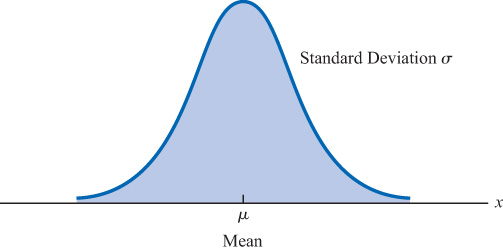 Standard Deviation σ
x
μ
Mean